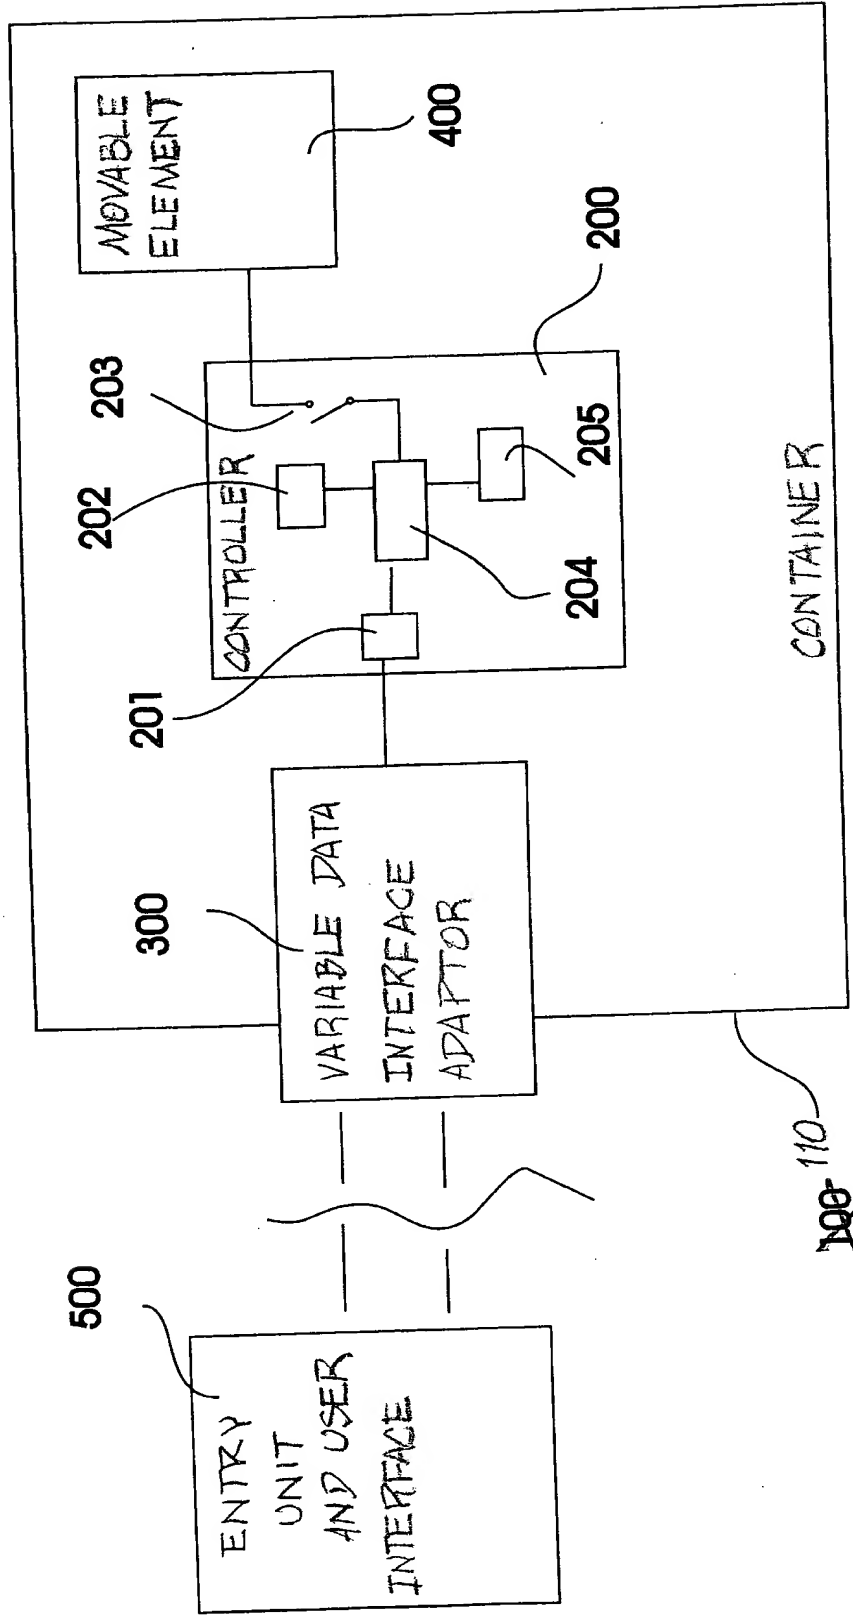 500
ENTRY
UNIT
AND USER
INTERFACE
300
VARIABLE DATA
INTERFACE
ADAPTOR
201
202
203
CONTROLLER
204
205
200
MOVABLE
ELEMENT
400
CONTAINER
100 110